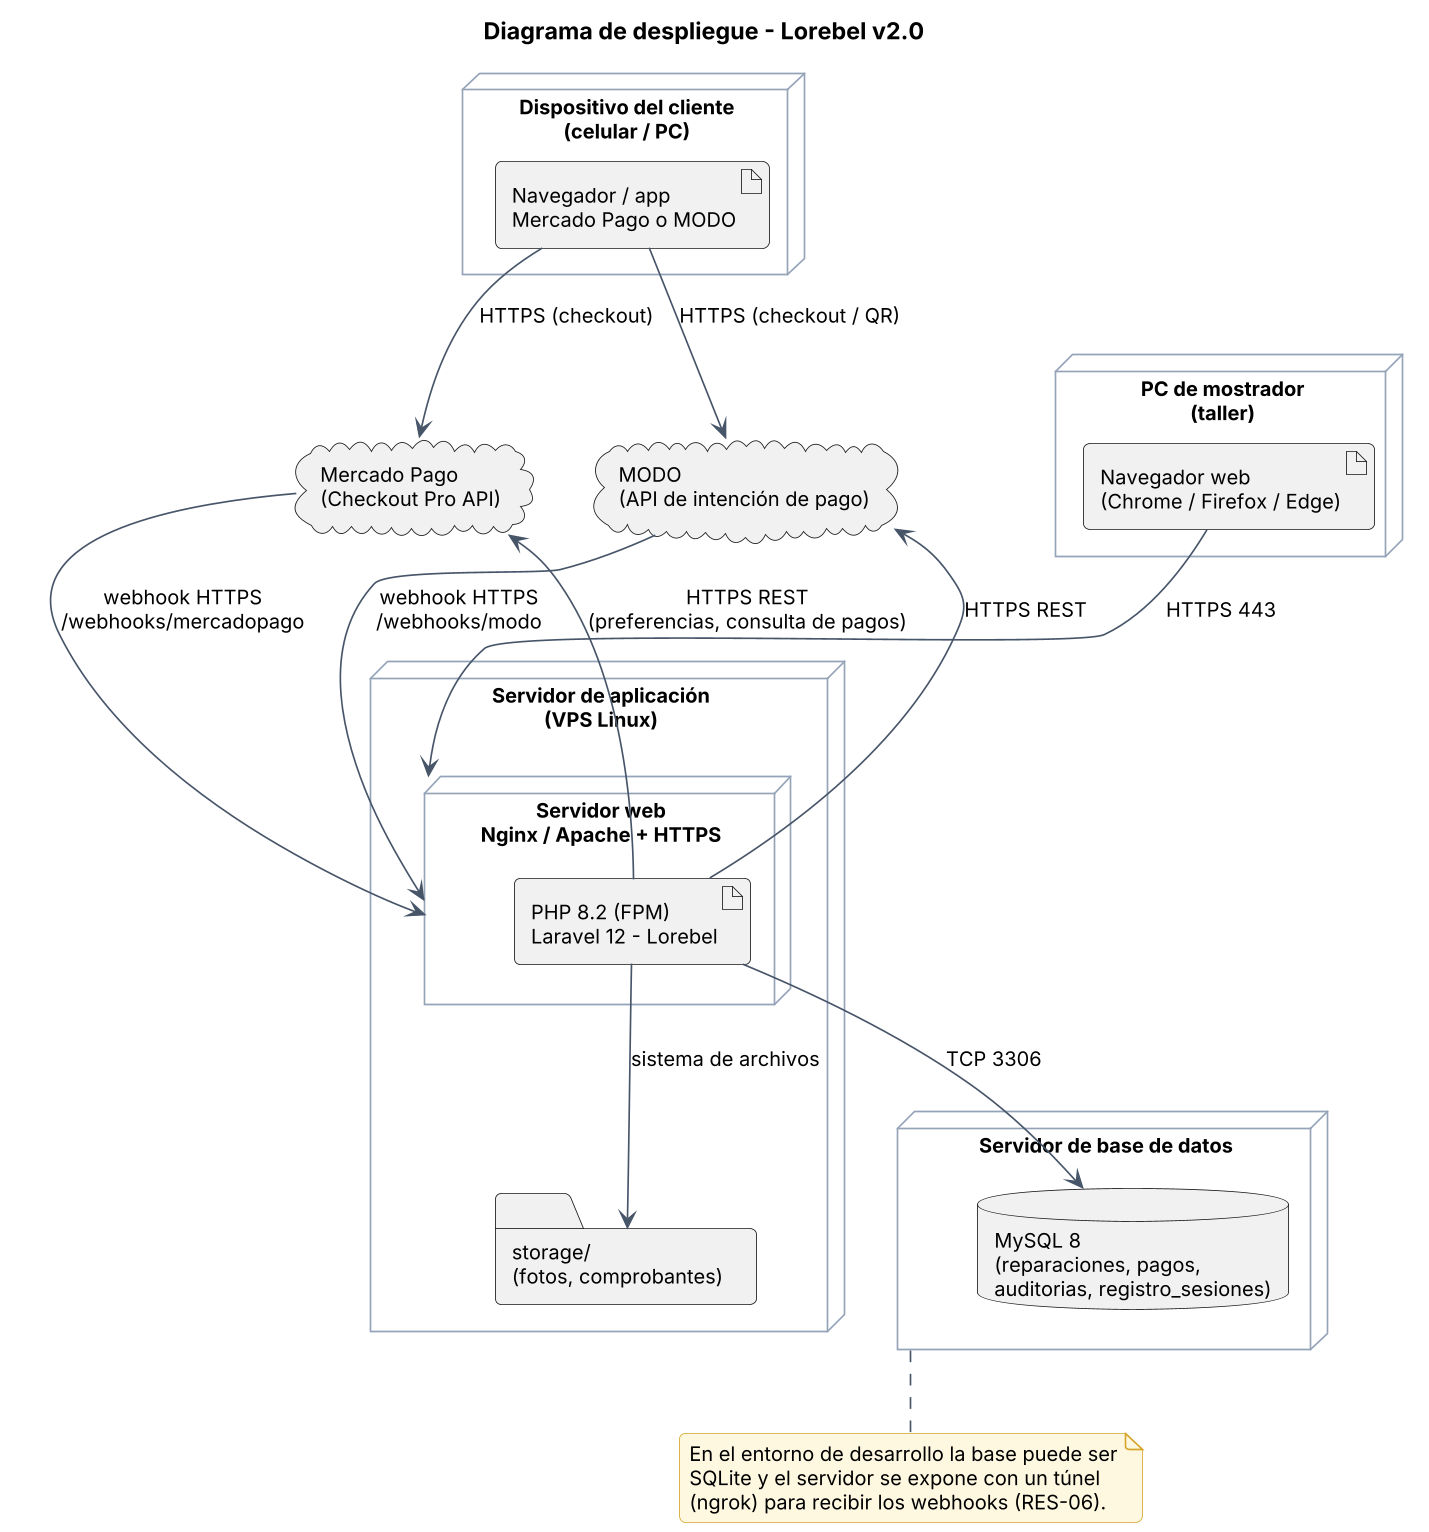 Diagrama de despliegue - Lorebel v2.0
Dispositivo del cliente
(celular / PC)
Navegador / app
Mercado Pago o MODO
HTTPS (checkout)
HTTPS (checkout / QR)
PC de mostrador
(taller)
Navegador web
(Chrome / Firefox / Edge)
Mercado Pago
(Checkout Pro API)
MODO
(API de intención de pago)
webhook HTTPS
/webhooks/mercadopago
webhook HTTPS
/webhooks/modo
HTTPS REST
(preferencias, consulta de pagos)
HTTPS REST
HTTPS 443
Servidor de aplicación
(VPS Linux)
Servidor web
Nginx / Apache + HTTPS
PHP 8.2 (FPM)
Laravel 12 - Lorebel
sistema de archivos
TCP 3306
Servidor de base de datos
storage/
(fotos, comprobantes)
MySQL 8
(reparaciones, pagos,
auditorias, registro_sesiones)
En el entorno de desarrollo la base puede ser
SQLite y el servidor se expone con un túnel
(ngrok) para recibir los webhooks (RES-06).